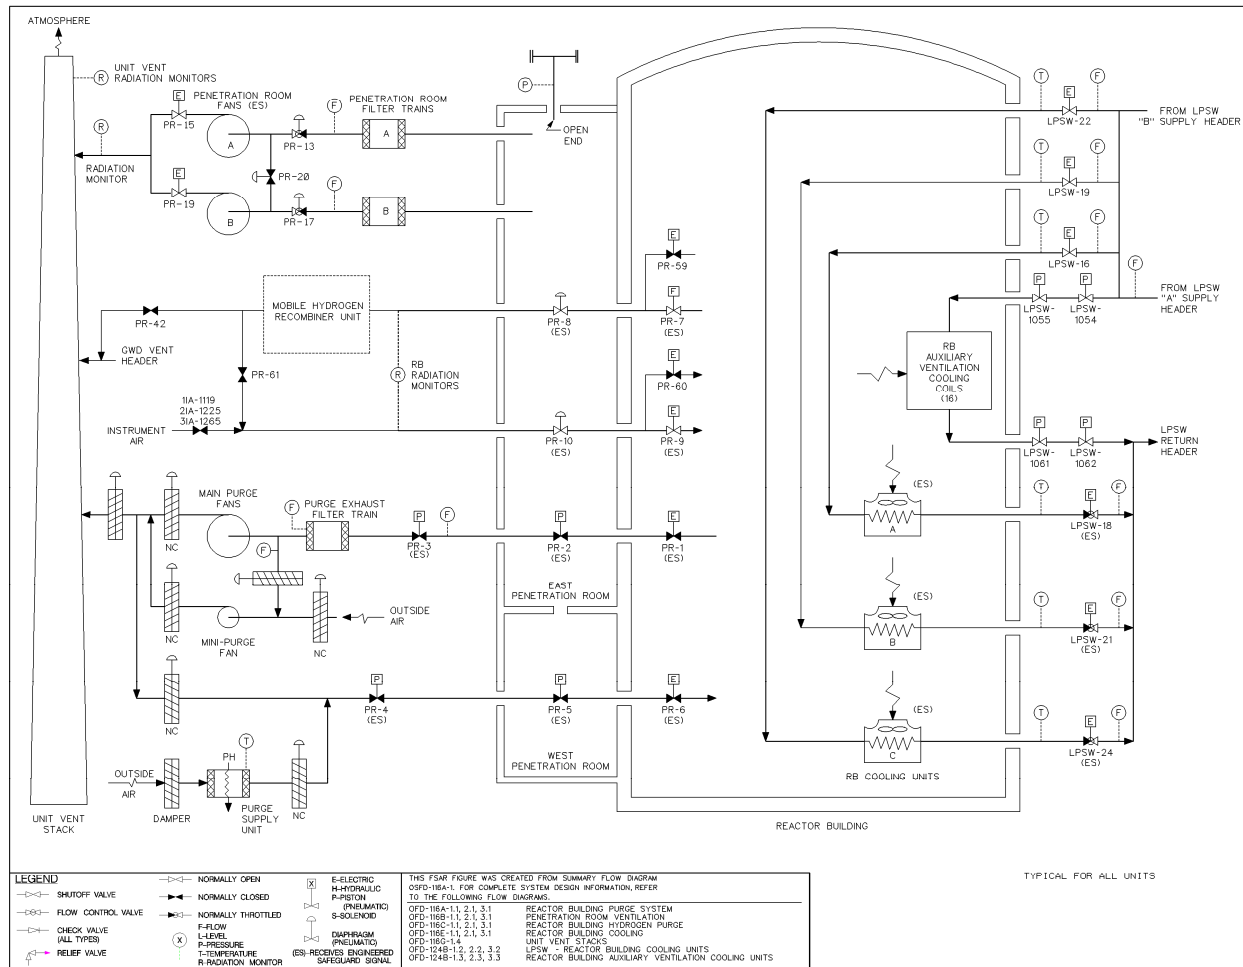 ATMOSPHERE
UNIT VENT
RADIATION MONITORS
R
E
PENETRATION ROOM
FANS (ES)
PR-15
A
R
RADIATION
MONITOR
E
PR-19
B
PR-13
PR-20
PR-17
F
F
PENETRATION ROOM
FILTER TRAINS
A
B
P
OPEN
END
MOBILE HYDROGEN
RECOMBINER UNIT
PR-42
GWD VENT
HEADER
PR-61
1IA-1119
2IA-1225
3IA-1265
INSTRUMENT
AIR
R
RB
RADIATION
MONITORS
PR-8
(ES)
PR-10
(ES)
E
PR-59
F
PR-7
(ES)
E
PR-60
E
PR-9
(ES)
MAIN PURGE
FANS
NC
F
PURGE EXHAUST
FILTER TRAIN
F
P
PR-3
(ES)
F
P
PR-2
(ES)
E
PR-1
(ES)
EAST
PENETRATION ROOM
NC
MINI-PURGE
FAN
NC
OUTSIDE
AIR
NC
P
PR-4
(ES)
P
PR-5
(ES)
E
PR-6
(ES)
WEST
PENETRATION ROOM
OUTSIDE
AIR
DAMPER
PH
T
PURGE
SUPPLY
UNIT
NC
UNIT VENT
STACK
T
E
F
LPSW-22
FROM LPSW
"B" SUPPLY HEADER
T
E
F
LPSW-19
T
E
F
LPSW-16
F
FROM LPSW
"A" SUPPLY
HEADER
P
P
LPSW-
1055
LPSW-
1054
RB
AUXILIARY
VENTILATION
COOLING
COILS
(16)
P
P
LPSW-
1061
LPSW-
1062
LPSW
RETURN
HEADER
(ES)
A
T
E
F
LPSW-18
(ES)
(ES)
B
T
E
F
LPSW-21
(ES)
(ES)
C
T
E
F
LPSW-24
(ES)
RB COOLING UNITS
REACTOR BUILDING
TYPICAL FOR ALL UNITS
LEGEND
SHUTOFF VALVE
FLOW CONTROL VALVE
CHECK VALVE
(ALL TYPES)
RELIEF VALVE
NORMALLY OPEN
NORMALLY CLOSED
NORMALLY THROTTLED
X
F-FLOW
L-LEVEL
P-PRESSURE
T-TEMPERATURE
R-RADIATION MONITOR
X
E-ELECTRIC
H-HYDRAULIC
P-PISTON
(PNEUMATIC)
S-SOLENOID
DIAPHRAGM
(PNEUMATIC)
(ES)-RECEIVES ENGINEERED
SAFEGUARD SIGNAL
THIS FSAR FIGURE WAS CREATED FROM SUMMARY FLOW DIAGRAM
OSFD-116A-1. FOR COMPLETE SYSTEM DESIGN INFORMATION, REFER
TO THE FOLLOWING FLOW DIAGRAMS.
OFD-116A-1.1, 2.1, 3.1 REACTOR BUILDING PURGE SYSTEM
OFD-116B-1.1, 2.1, 3.1 PENETRATION ROOM VENTILATION
OFD-116C-1.1, 2.1, 3.1 REACTOR BUILDING HYDROGEN PURGE
OFD-116E-1.1, 2.1, 3.1 REACTOR BUILDING COOLING
OFD-116G-1.4 UNIT VENT STACKS
OFD-124B-1.2, 2.2, 3.2 LPSW - REACTOR BUILDING COOLING UNITS
OFD-124B-1.3, 2.3, 3.3 REACTOR BUILDING AUXILIARY VENTILATION COOLING UNITS